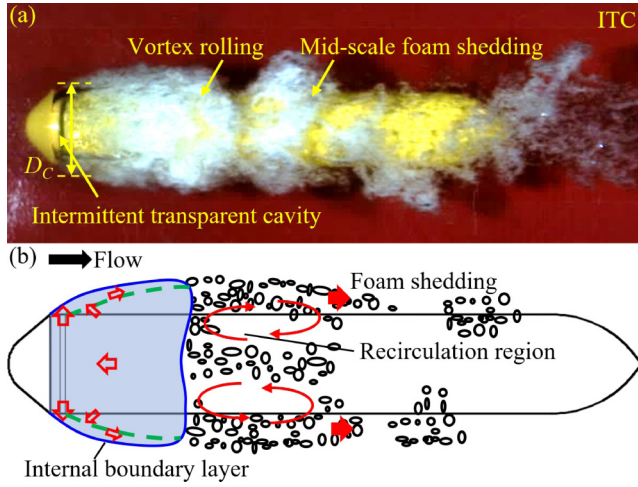 (a)
ITC
Vortex rolling
Mid-scale foam shedding
D_C
Intermittent transparent cavity
(b)
Flow
Foam shedding
Recirculation region
Internal boundary layer